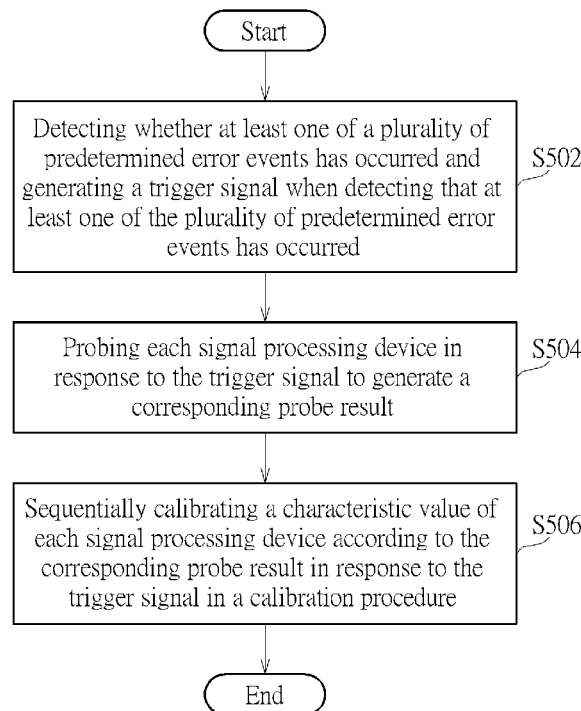 Start
Detecting whether at least one of a plurality of
predetermined error events has occurred and
generating a trigger signal when detecting that at
least one of the plurality of predetermined error
events has occurred
S502
Probing each signal processing device in
response to the trigger signal to generate a
corresponding probe result
S504
Sequentially calibrating a characteristic value of
each signal processing device according to the
corresponding probe result in response to the
trigger signal in a calibration procedure
S506
End